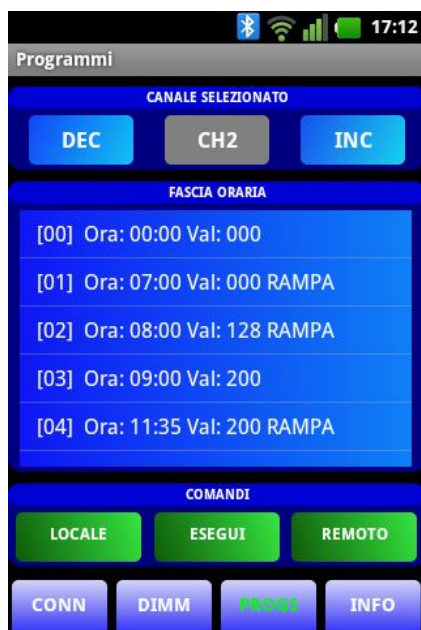 17:12
Programmi
CANALE SELEZIONATO
DEC CH2 INC
FASCIA ORARIA
[00] Ora: 00:00 Val: 000
[01] Ora: 07:00 Val: 000 RAMPA
[02] Ora: 08:00 Val: 128 RAMPA
[03] Ora: 09:00 Val: 200
[04] Ora: 11:35 Val: 200 RAMPA
COMANDI
LOCALE ESEGUI REMOTO
CONN DIMM PROGS INFO